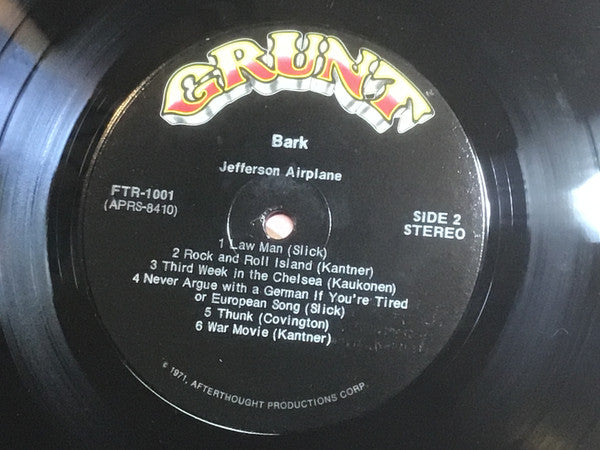 GRUNT
Bark
Jefferson Airplane
FTR-1001
(APRS-8410)
SIDE 2
STEREO
1 Law Man (Slick)
2 Rock and Roll Island (Kantner)
3 Third Week in the Chelsea (Kaukonen)
4 Never Argue with a German If You're Tired
or European Song (Slick)
5 Thunk (Covington)
6 War Movie (Kantner)
© 1971, AFTERTHOUGHT PRODUCTIONS CORP.